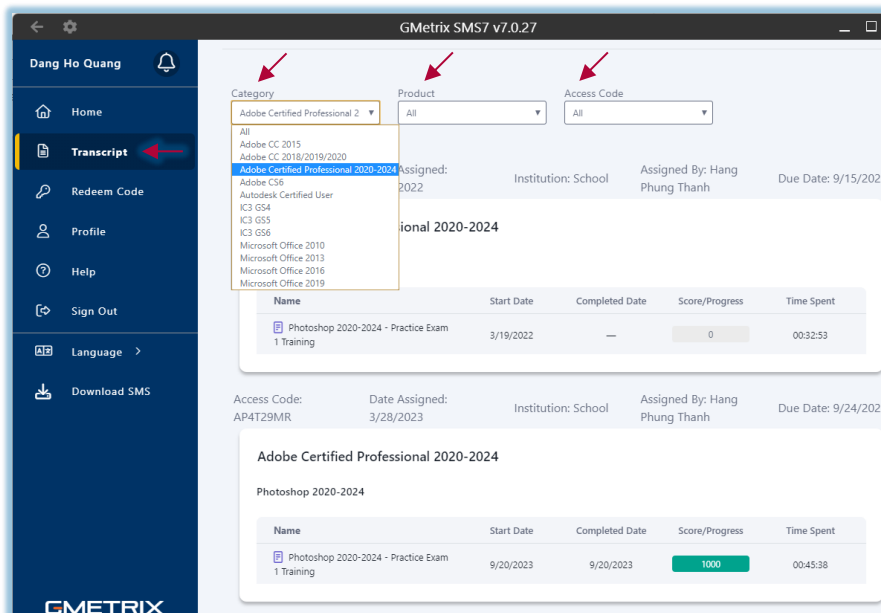 GMetrix SMS7 v7.0.27
Dang Ho Quang
Home
Transcript
Redeem Code
Profile
Help
Sign Out
Language
Download SMS
GMETRIX
Category Product Access Code
Adobe Certified Professional 2 All All
All
Adobe CC 2015
Adobe CC 2018/2019/2020
Adobe Certified Professional 2020-2024
Adobe CS6
Autodesk Certified User
IC3 GS4
IC3 GS5
IC3 GS6
Microsoft Office 2010
Microsoft Office 2013
Microsoft Office 2016
Microsoft Office 2019
Assigned: Institution: School Assigned By: Hang Due Date: 9/15/202
2022 Phung Thanh
ional 2020-2024
Name Start Date Completed Date Score/Progress Time Spent
Photoshop 2020-2024 - Practice Exam 3/19/2022 — 0 00:32:53
1 Training
Access Code: Date Assigned: Institution: School Assigned By: Hang Due Date: 9/24/202
AP4T29MR 3/28/2023 Phung Thanh
Adobe Certified Professional 2020-2024
Photoshop 2020-2024
Name Start Date Completed Date Score/Progress Time Spent
Photoshop 2020-2024 - Practice Exam 9/20/2023 9/20/2023 1000 00:45:38
1 Training